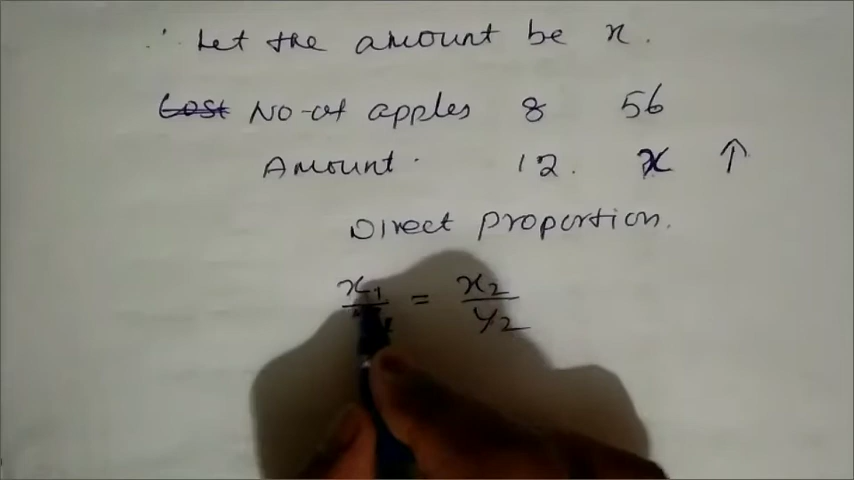 ∴ Let the amount be x.
Cost No-of apples 8 56
Amount 12. x ↑
Direct proportion.
x₁ = x₂
y₂